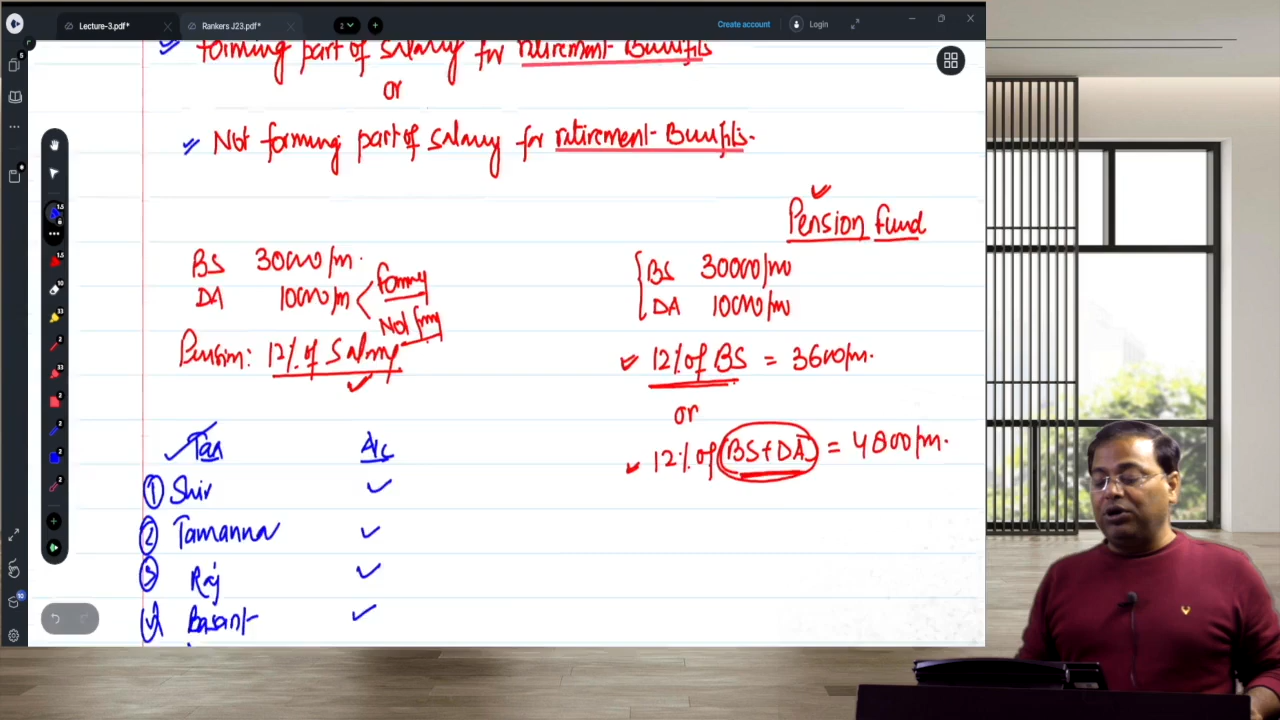 Lecture-3.pdf*
Rankers J23.pdf*
2
Create account
Login
forming part of salary for retirement Benefits
or
Not forming part of salary for retirement Benefits.
Pension Fund
BS 30000/m.
DA 10000/m
forming
Not
Pension: 12% of Salary
BS 30000/mo
DA 10000/mo
12% of BS = 3600/m.
or
12% of BS+DA = 4800/m.
Tax A/c
① Shiv
② Tamanna
③ Raj
④ Basant